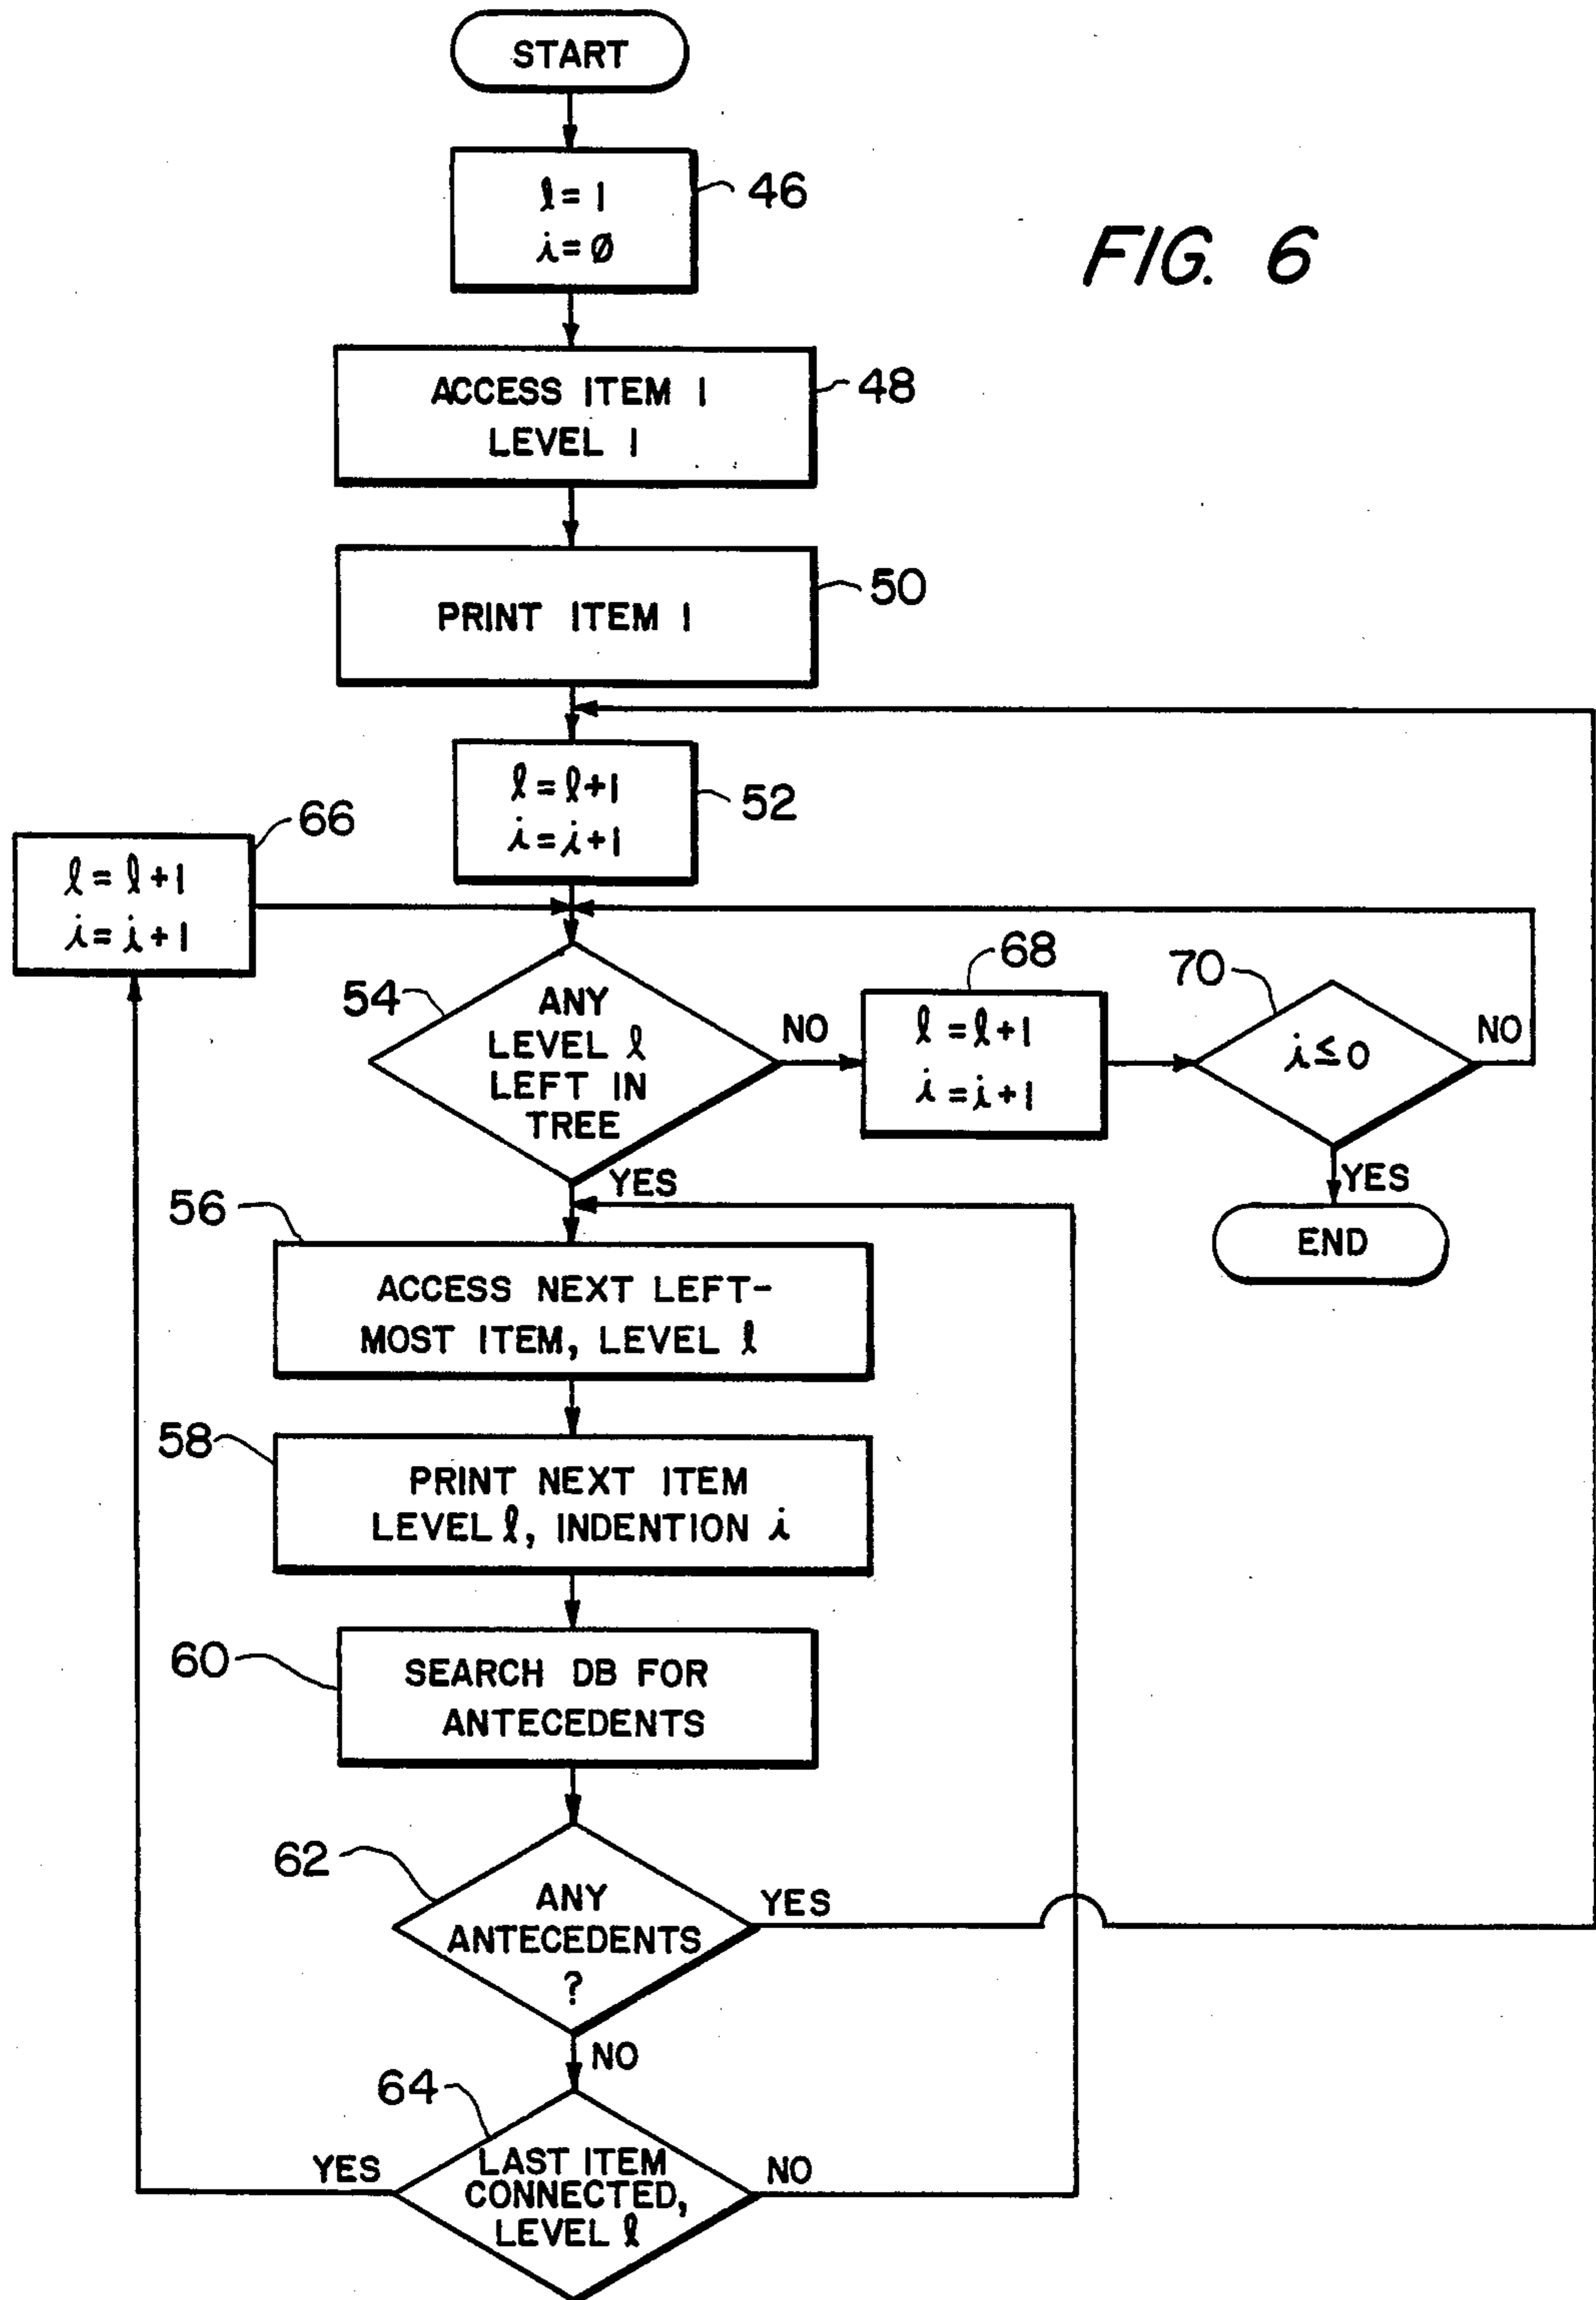 START
ℓ = 1
i = Ø
46
FIG. 6
ACCESS ITEM 1
LEVEL 1
48
PRINT ITEM 1
50
ℓ = ℓ+1
i = i+1
52
66
ℓ = ℓ+1
i = i+1
54
ANY
LEVEL ℓ
LEFT IN
TREE
NO
68
ℓ = ℓ+1
i = i+1
70
i ≤ 0
NO
YES
END
YES
56
ACCESS NEXT LEFT-
MOST ITEM, LEVEL ℓ
58
PRINT NEXT ITEM
LEVEL ℓ, INDENTION i
60
SEARCH DB FOR
ANTECEDENTS
62
ANY
ANTECEDENTS
?
YES
NO
64
LAST ITEM
CONNECTED,
LEVEL ℓ
YES
NO